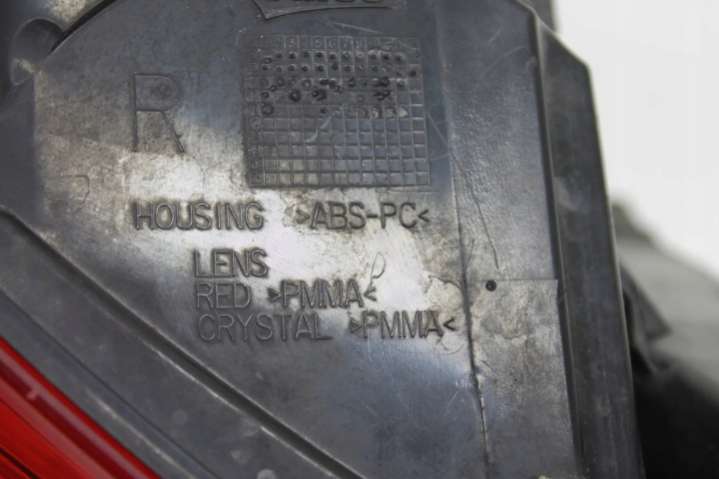 R
HOUSING >ABS-PC<
LENS
RED >PMMA<
CRYSTAL >PMMA<